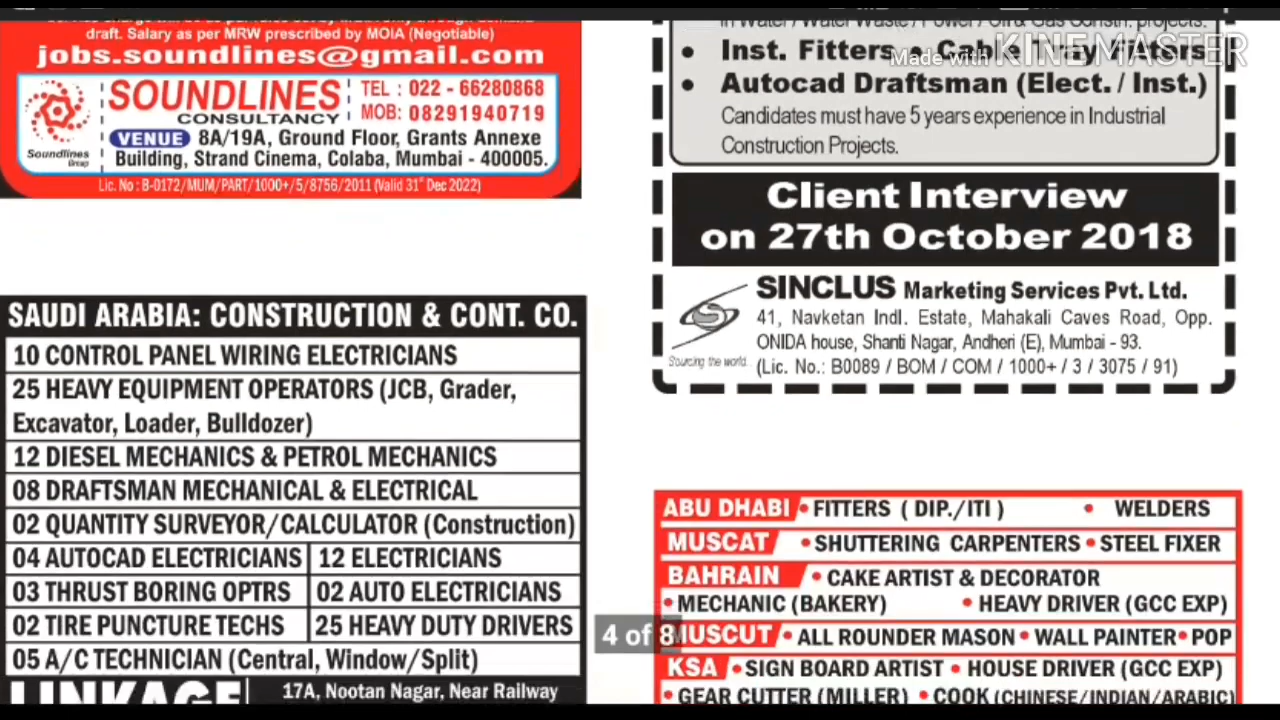 draft. Salary as per MRW prescribed by MOIA (Negotiable)
jobs.soundlines@gmail.com
SOUNDLINES
CONSULTANCY
Soundlines
Group
TEL : 022 - 66280868
MOB: 08291940719
VENUE 8A/19A, Ground Floor, Grants Annexe
Building, Strand Cinema, Colaba, Mumbai - 400005.
Lic. No : B-0172/MUM/PART/1000+/5/8756/2011 (Valid 31st Dec 2022)
SAUDI ARABIA: CONSTRUCTION & CONT. CO.
10 CONTROL PANEL WIRING ELECTRICIANS
25 HEAVY EQUIPMENT OPERATORS (JCB, Grader,
Excavator, Loader, Bulldozer)
12 DIESEL MECHANICS & PETROL MECHANICS
08 DRAFTSMAN MECHANICAL & ELECTRICAL
02 QUANTITY SURVEYOR/CALCULATOR (Construction)
04 AUTOCAD ELECTRICIANS 12 ELECTRICIANS
03 THRUST BORING OPTRS 02 AUTO ELECTRICIANS
02 TIRE PUNCTURE TECHS 25 HEAVY DUTY DRIVERS
05 A/C TECHNICIAN (Central, Window/Split)
LINKAGE 17A, Nootan Nagar, Near Railway
in Water / Water Waste / Power / Oil & Gas Constn. projects.
• Inst. Fitters • Cable Tray Fitters
Made with KINEMASTER
• Autocad Draftsman (Elect. / Inst.)
Candidates must have 5 years experience in Industrial
Construction Projects.
Client Interview
on 27th October 2018
SINCLUS Marketing Services Pvt. Ltd.
41, Navketan Indl. Estate, Mahakali Caves Road, Opp.
ONIDA house, Shanti Nagar, Andheri (E), Mumbai - 93.
Sourcing the world...
(Lic. No.: B0089 / BOM / COM / 1000+ / 3 / 3075 / 91)
ABU DHABI • FITTERS ( DIP./ITI ) • WELDERS
MUSCAT • SHUTTERING CARPENTERS • STEEL FIXER
BAHRAIN • CAKE ARTIST & DECORATOR
• MECHANIC (BAKERY) • HEAVY DRIVER (GCC EXP)
4 of 8
MUSCUT • ALL ROUNDER MASON • WALL PAINTER • POP
KSA • SIGN BOARD ARTIST • HOUSE DRIVER (GCC EXP)
• GEAR CUTTER (MILLER) • COOK (CHINESE/INDIAN/ARABIC)